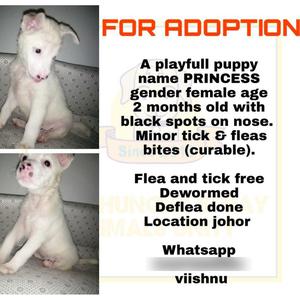 FOR ADOPTION
A playfull puppy
name PRINCESS
gender female age
2 months old with
black spots on nose.
Minor tick & fleas
bites (curable).
Flea and tick free
Dewormed
Deflea done
Location johor
Whatsapp
viishnu